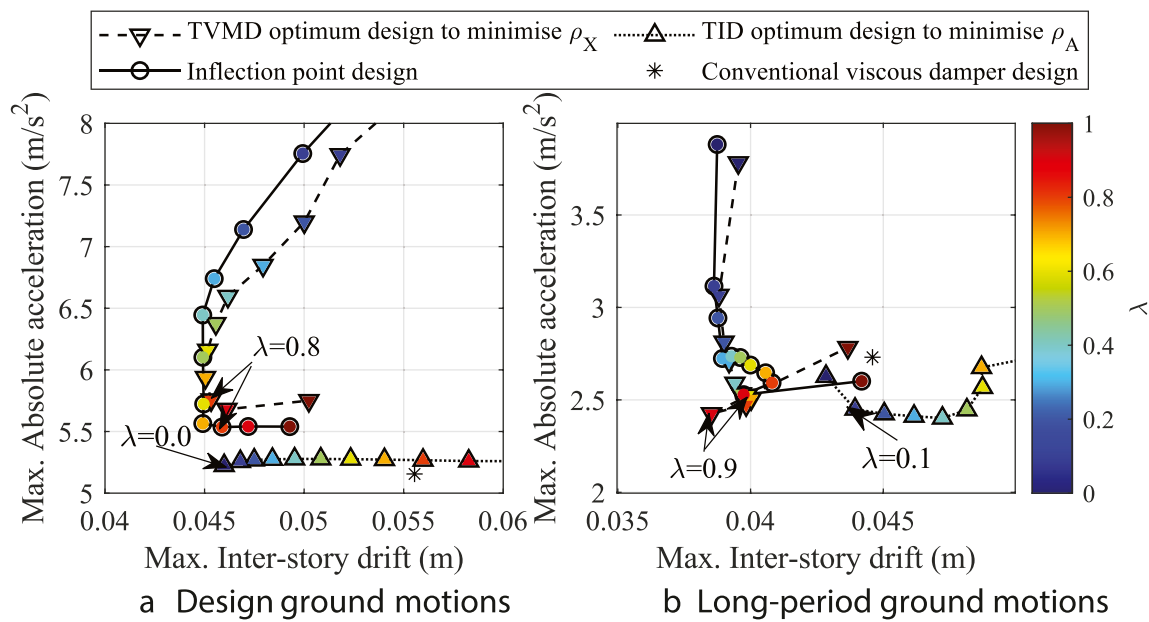 TVMD optimum design to minimise ρX
TID optimum design to minimise ρA
Inflection point design
Conventional viscous damper design
Max. Absolute acceleration (m/s2)
8
7.5
7
6.5
6
5.5
5
λ=0.8
λ=0.0
0.04
0.045
0.05
0.055
0.06
Max. Inter-story drift (m)
a Design ground motions
Max. Absolute acceleration (m/s2)
3.5
3
2.5
2
λ=0.9
λ=0.1
0.035
0.04
0.045
Max. Inter-story drift (m)
b Long-period ground motions
1
0.8
0.6
0.4
0.2
0
λ